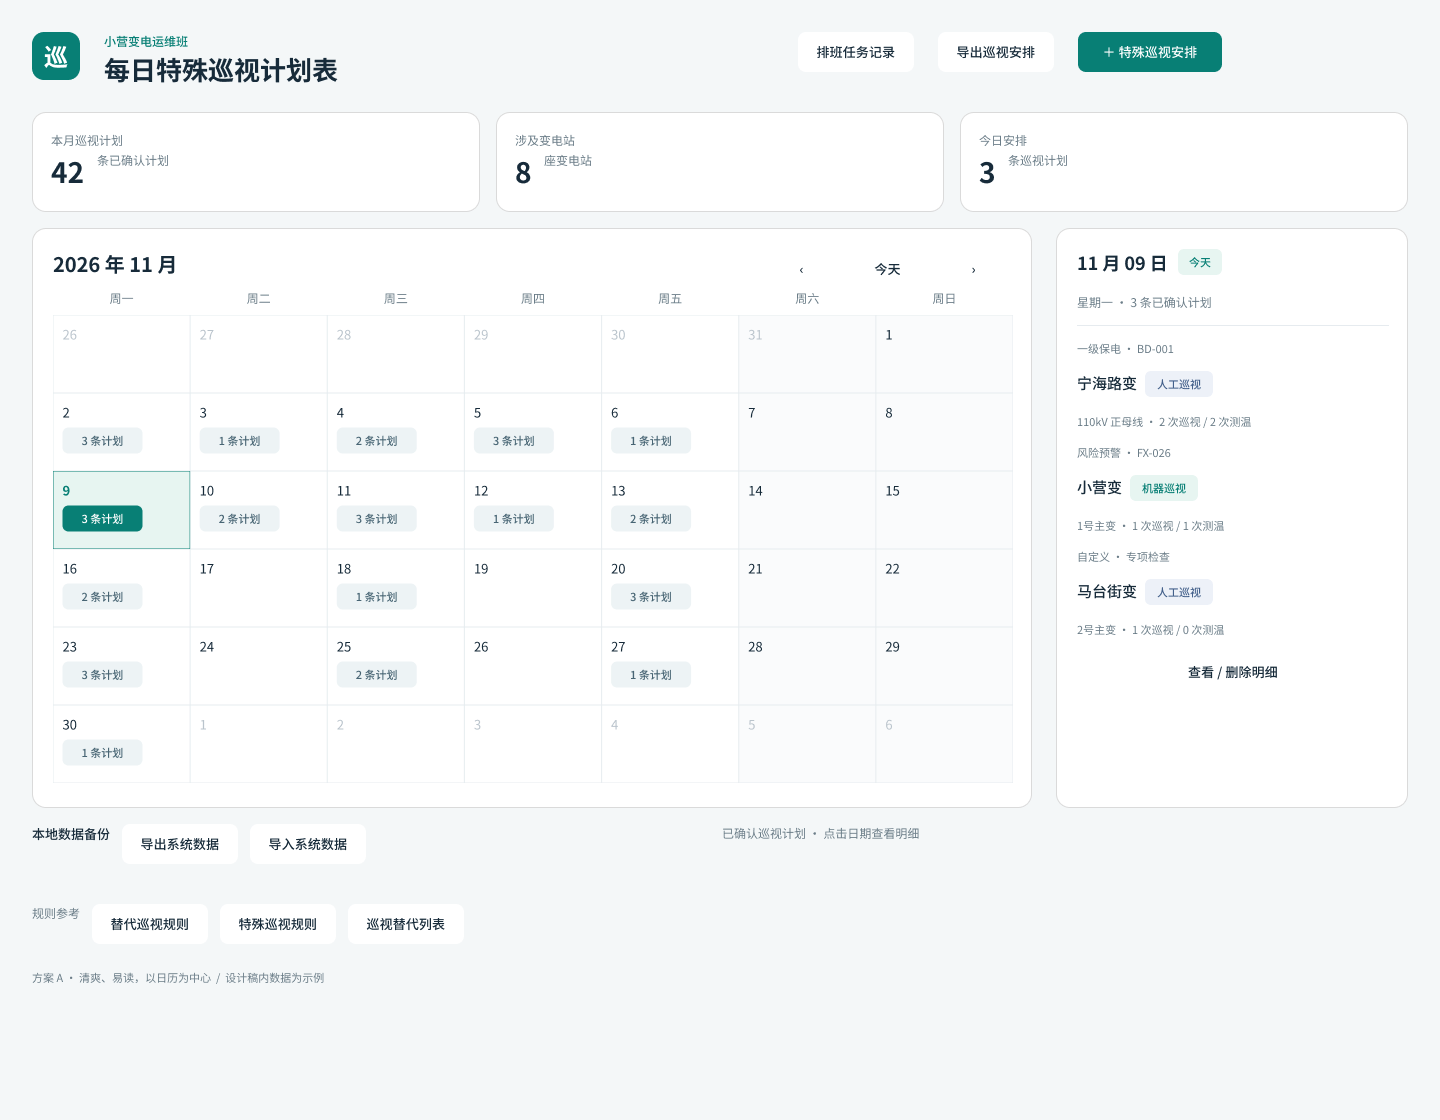 巡
小营变电运维班
每日特殊巡视计划表
排班任务记录
导出巡视安排
＋ 特殊巡视安排
本月巡视计划
42 条已确认计划
涉及变电站
8 座变电站
今日安排
3 条巡视计划
2026 年 11 月
‹ 今天 ›
周一 周二 周三 周四 周五 周六 周日
26 27 28 29 30 31 1
2 3 4 5 6 7 8
3 条计划 1 条计划 2 条计划 3 条计划 1 条计划
9 10 11 12 13 14 15
3 条计划 2 条计划 3 条计划 1 条计划 2 条计划
16 17 18 19 20 21 22
2 条计划 1 条计划 3 条计划
23 24 25 26 27 28 29
3 条计划 2 条计划 1 条计划
30 1 2 3 4 5 6
1 条计划
11 月 09 日 今天
星期一 · 3 条已确认计划
一级保电 · BD-001
宁海路变 人工巡视
110kV 正母线 · 2 次巡视 / 2 次测温
风险预警 · FX-026
小营变 机器巡视
1号主变 · 1 次巡视 / 1 次测温
自定义 · 专项检查
马台街变 人工巡视
2号主变 · 1 次巡视 / 0 次测温
查看 / 删除明细
本地数据备份 导出系统数据 导入系统数据
已确认巡视计划 · 点击日期查看明细
规则参考 替代巡视规则 特殊巡视规则 巡视替代列表
方案 A · 清爽、易读，以日历为中心 / 设计稿内数据为示例